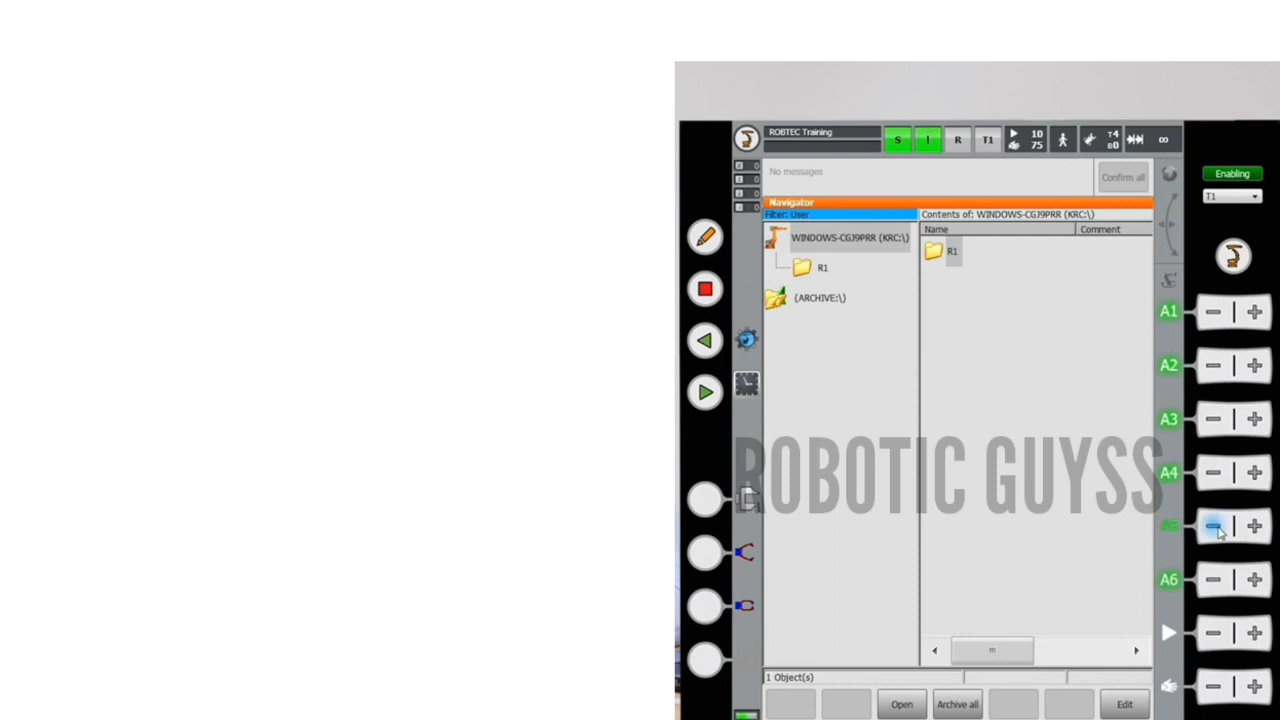 ROBTEC Training
S
I
R
T1
10
75
T4
B0
∞
No messages
Confirm all
Enabling
T1
Navigator
Filter: User
Contents of: WINDOWS-CGJ9PRR (KRC:\)
Name
Comment
WINDOWS-CGJ9PRR (KRC:\)
R1
R1
(ARCHIVE:\)
A1
A2
A3
A4
A6
ROBOTIC GUYSS
1 Object(s)
Open
Archive all
Edit